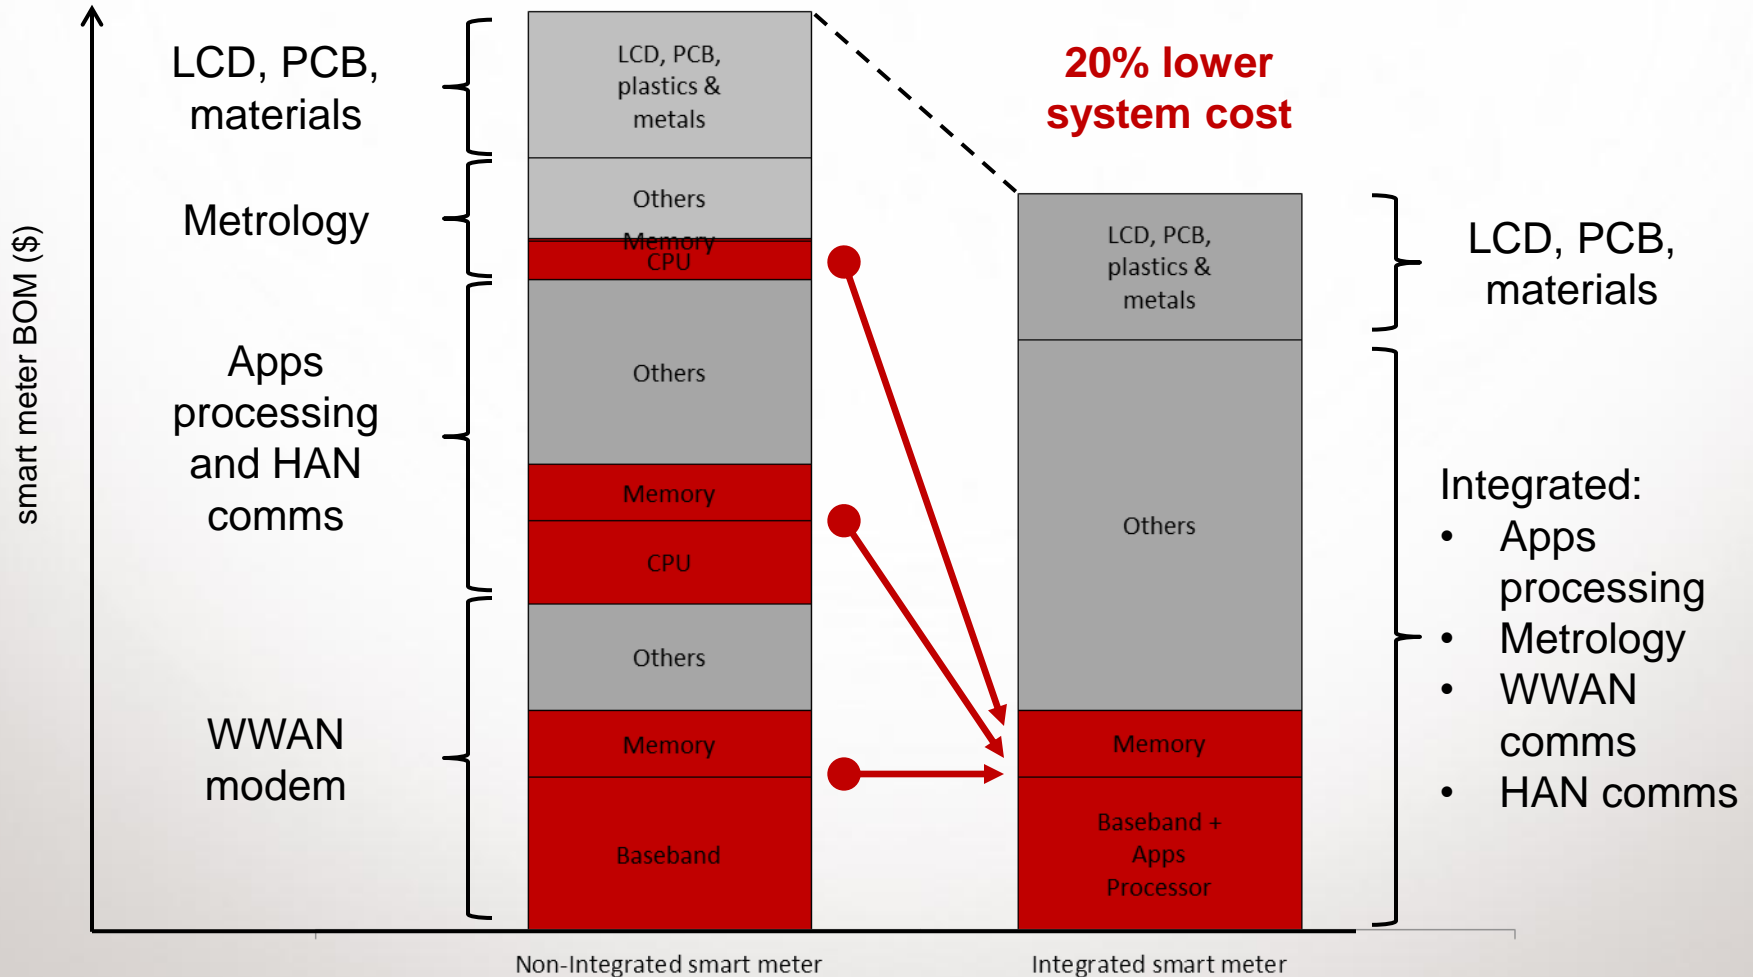 smart meter BOM ($)
LCD, PCB,
materials
Metrology
Apps
processing
and HAN
comms
WWAN
modem
LCD, PCB,
plastics &
metals
Others
Memory
CPU
Others
Memory
CPU
Others
Memory
Baseband
Non-Integrated smart meter
20% lower
system cost
LCD, PCB,
plastics &
metals
Others
Memory
Baseband +
Apps
Processor
Integrated smart meter
LCD, PCB,
materials
Integrated:
• Apps
processing
• Metrology
• WWAN
comms
• HAN comms